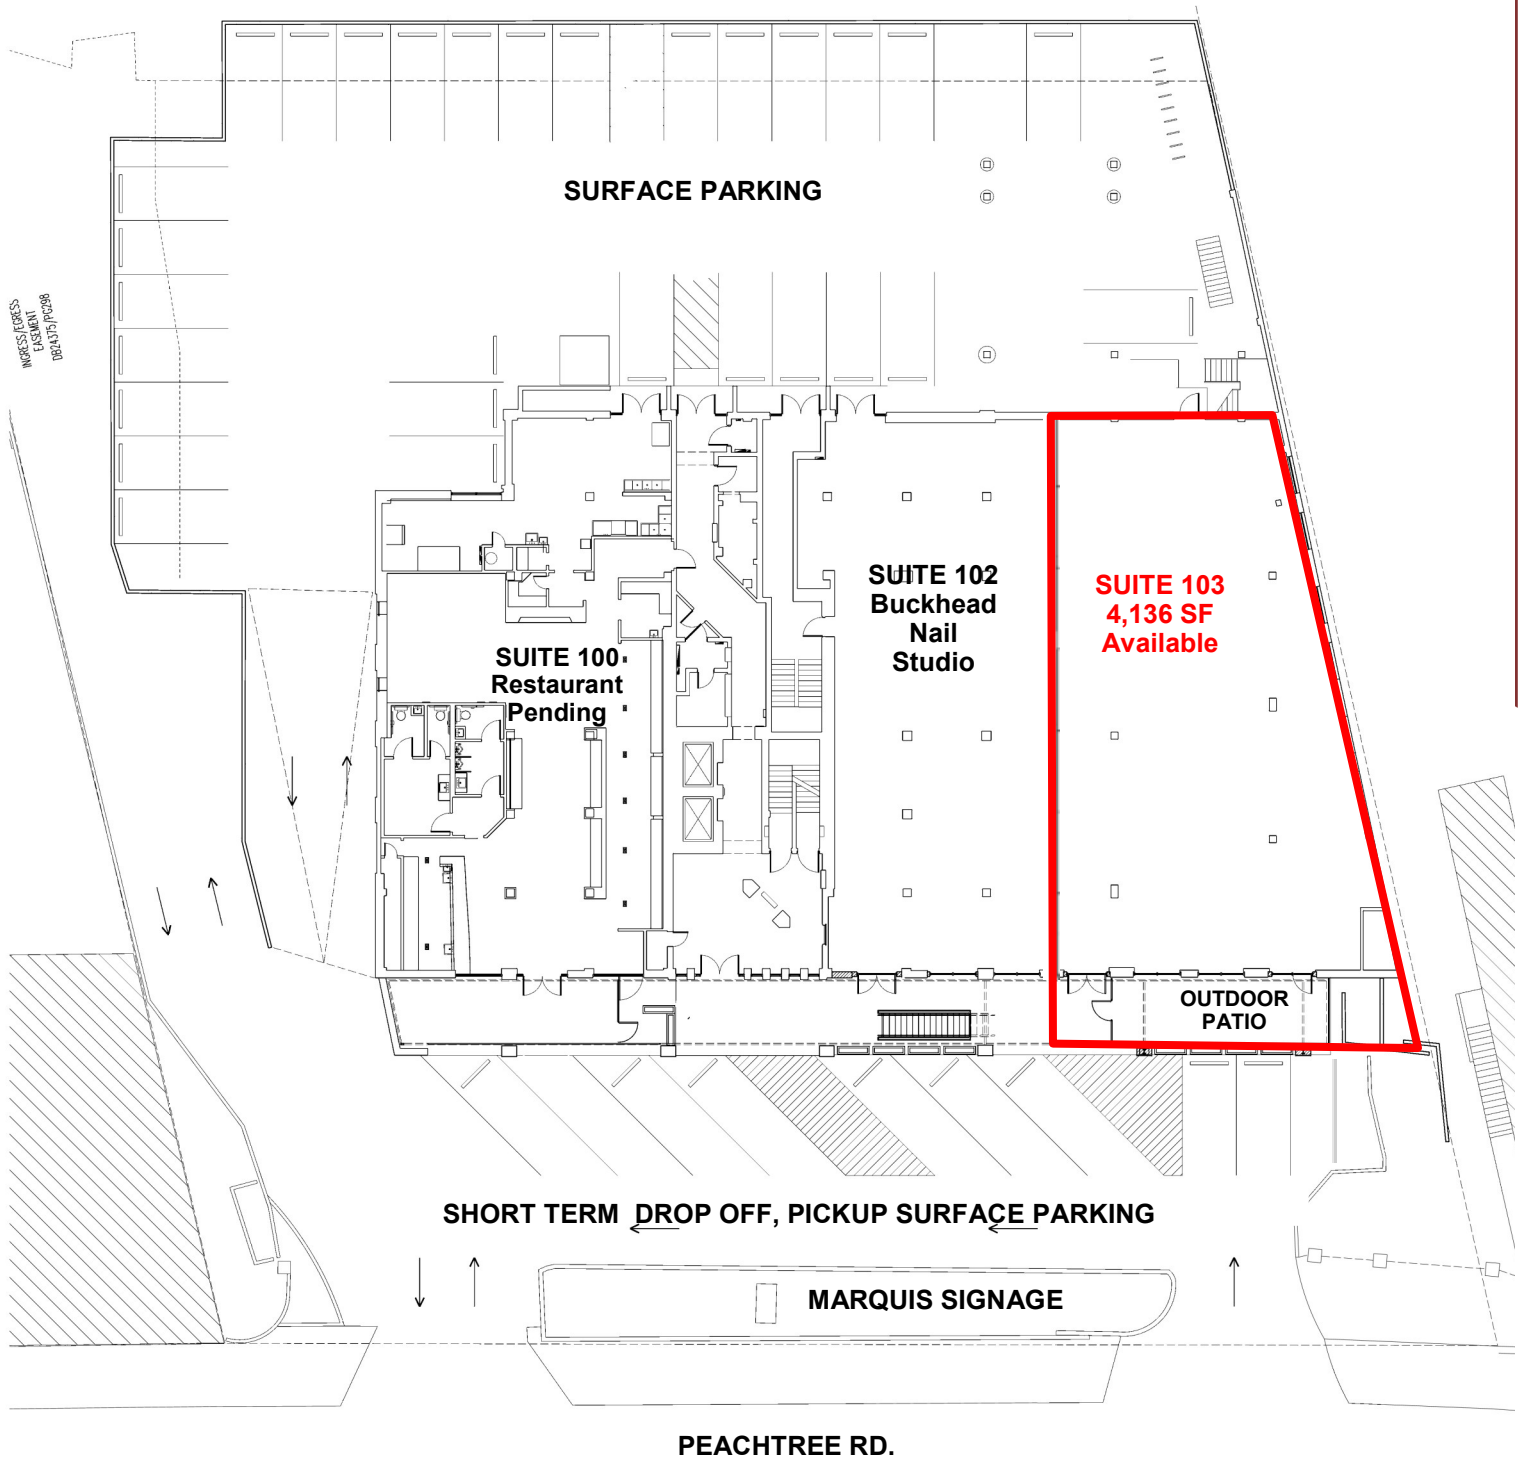 SURFACE PARKING
INGRESS/EGRESS
EASEMENT
DB24375/PG298
SUITE 102
Buckhead
Nail
Studio
SUITE 103
4,136 SF
Available
SUITE 100
Restaurant
Pending
OUTDOOR
PATIO
SHORT TERM DROP OFF, PICKUP SURFACE PARKING
MARQUIS SIGNAGE
PEACHTREE RD.